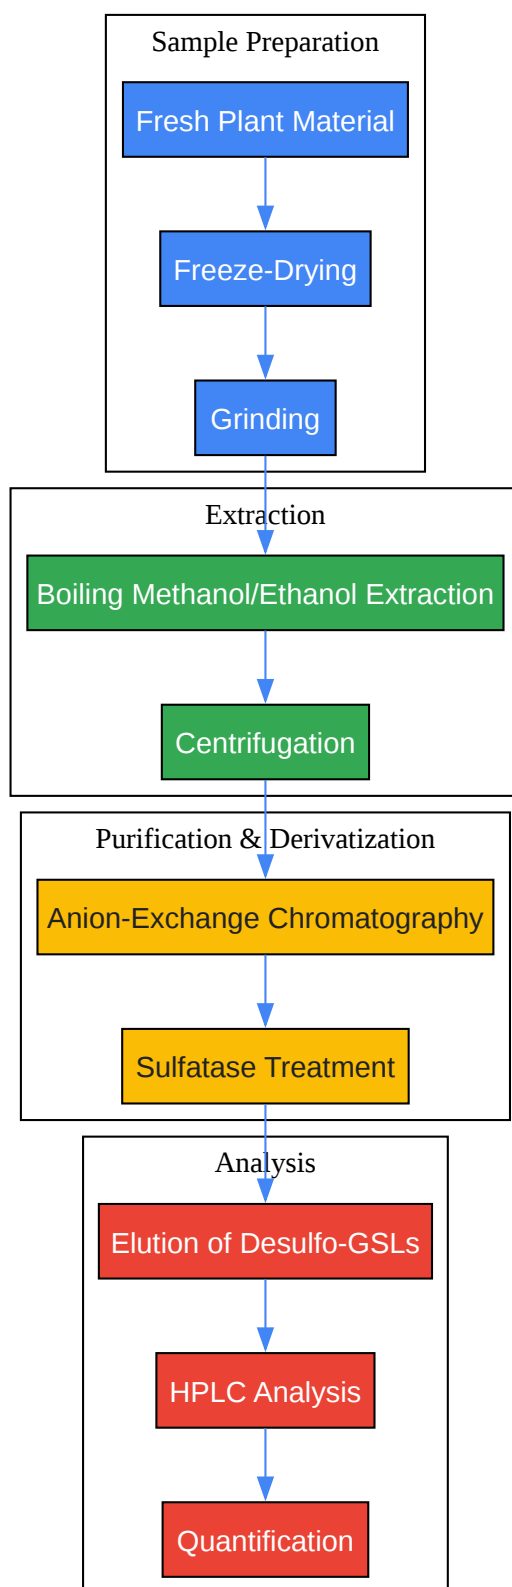 Sample Preparation
Fresh Plant Material
Freeze-Drying
Grinding
Extraction
Boiling Methanol/Ethanol Extraction
Centrifugation
Purification & Derivatization
Anion-Exchange Chromatography
Sulfatase Treatment
Analysis
Elution of Desulfo-GSLs
HPLC Analysis
Quantification